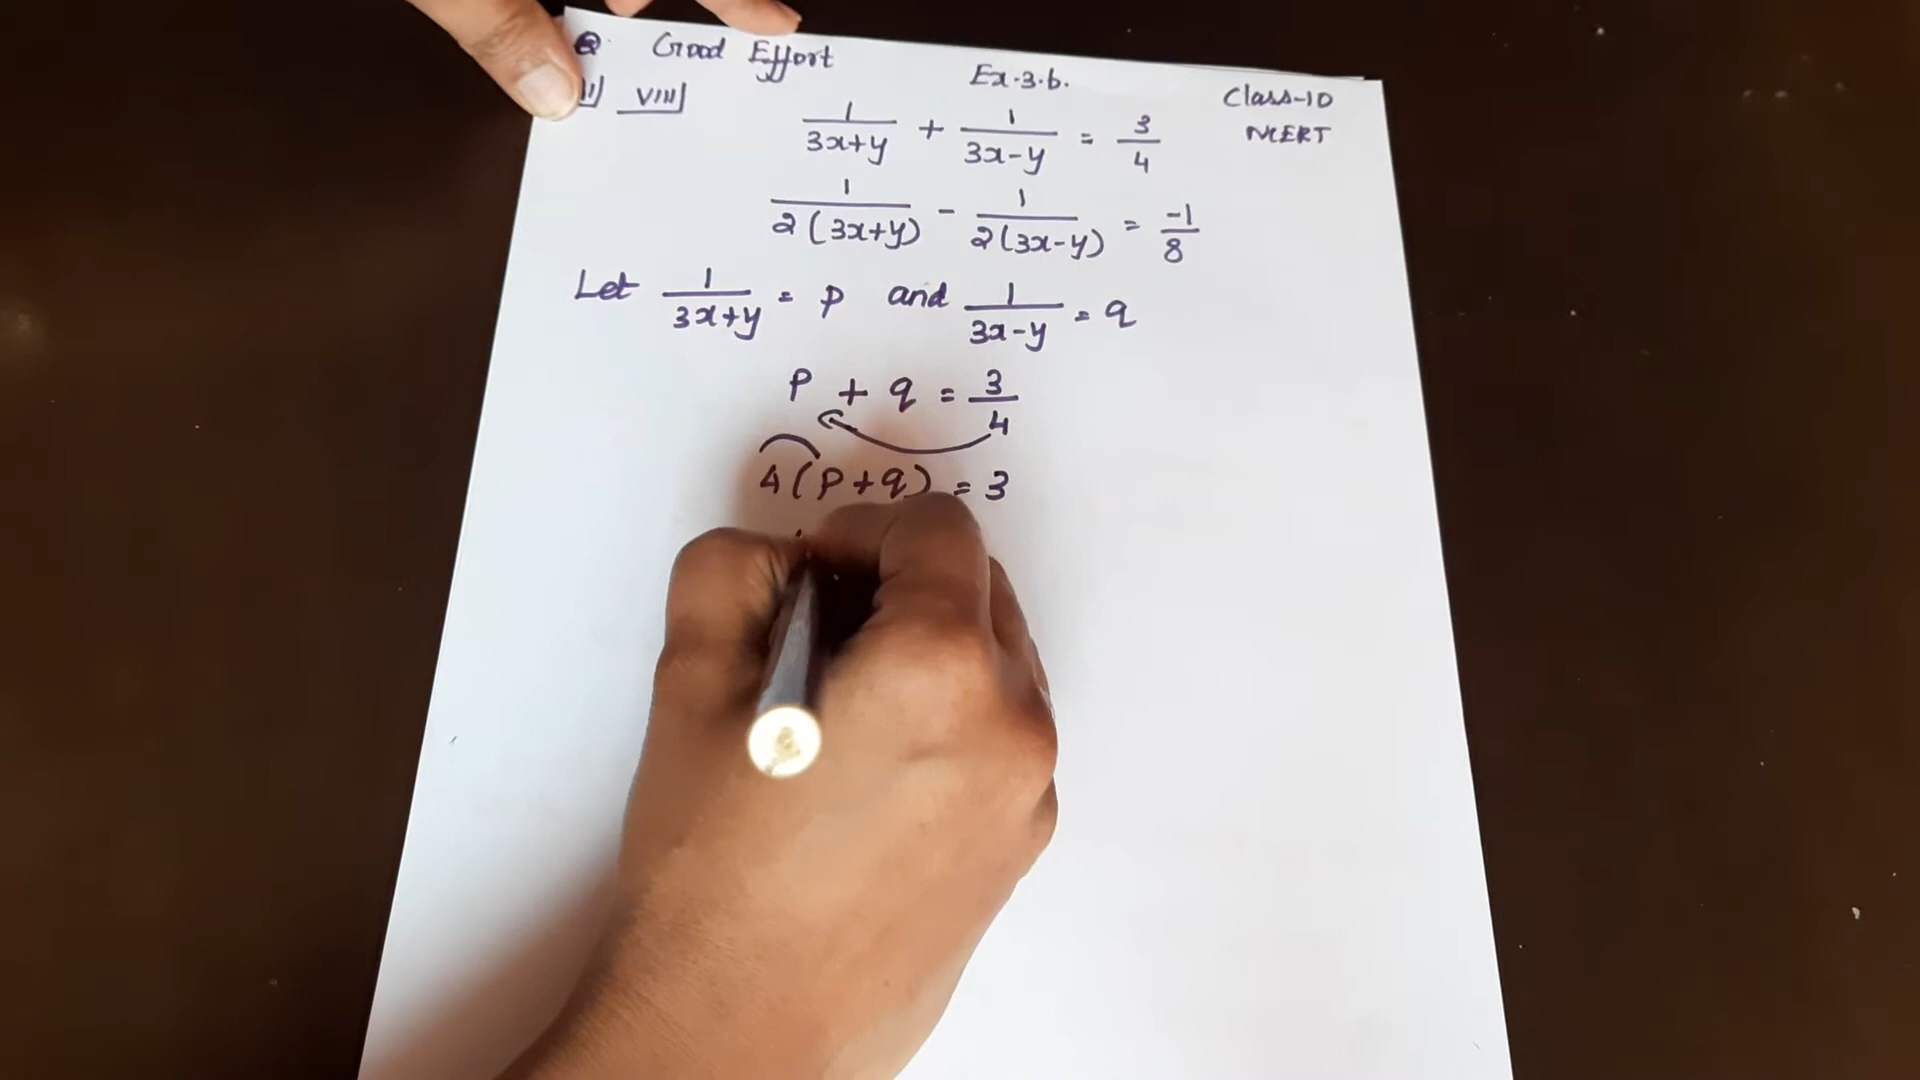 Q. Good Effort
Ex-3.6.
Class-10
NCERT
1) VIII)
1/(3x+y) + 1/(3x-y) = 3/4
1/(2(3x+y)) - 1/(2(3x-y)) = -1/8
Let 1/(3x+y) = p and 1/(3x-y) = q
p + q = 3/4
4(p+q) = 3